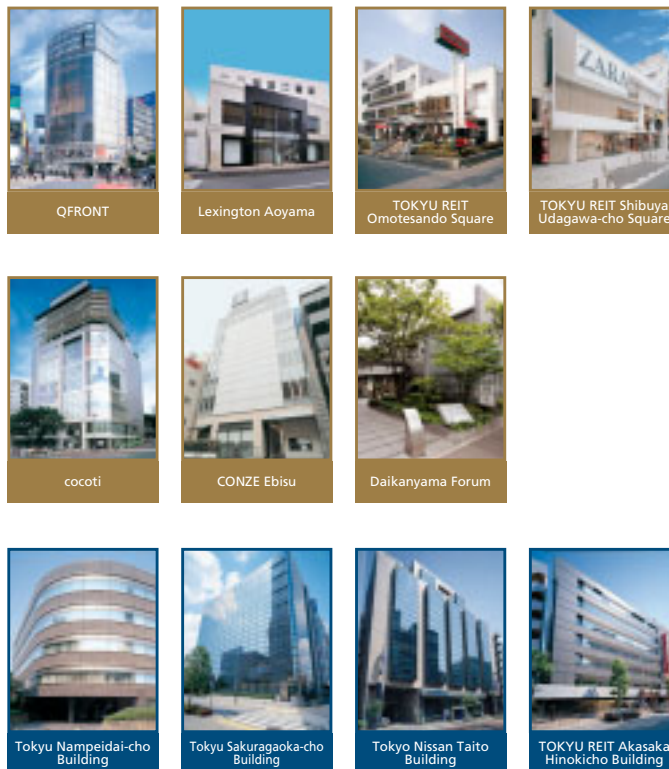 QFRONT
Lexington Aoyama
TOKYU REIT
Omotesando Square
ZARA
TOKYU REIT Shibuya
Udagawa-cho Square
cocoti
CONZE Ebisu
Daikanyama Forum
Tokyu Nampeidai-cho
Building
Tokyu Sakuragaoka-cho
Building
Tokyo Nissan Taito
Building
TOKYU REIT Akasaka
Hinokicho Building